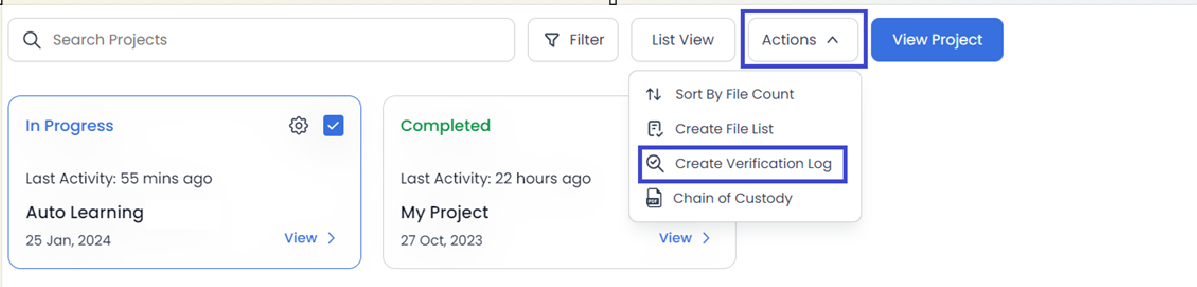 Search Projects
Filter
List View
Actions
View Project
Sort By File Count
Create File List
Create Verification Log
PDF
Chain of Custody
In Progress
Last Activity: 55 mins ago
Auto Learning
25 Jan, 2024
View
Completed
Last Activity: 22 hours ago
My Project
27 Oct, 2023
View